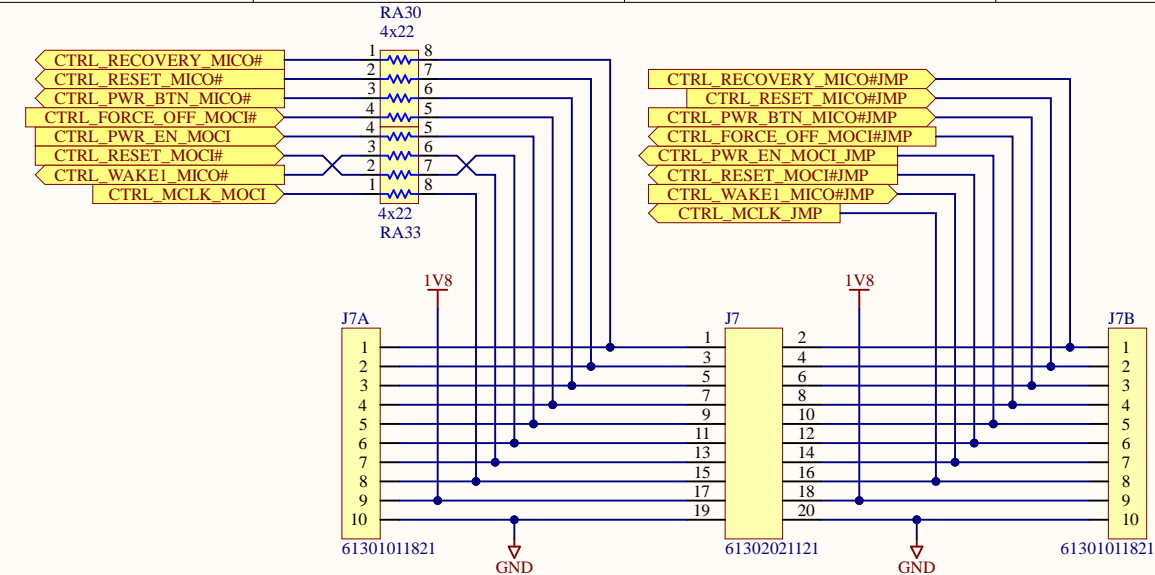 RA30
4x22
CTRL_RECOVERY_MICO# 1 8
CTRL_RESET_MICO# 2 7
CTRL_PWR_BTN_MICO# 3 6
CTRL_FORCE_OFF_MOCI# 4 5
CTRL_PWR_EN_MOCI 4 5
CTRL_RESET_MOCI# 3 6
CTRL_WAKE1_MICO# 2 7
CTRL_MCLK_MOCI 1 8
4x22
RA33
CTRL_RECOVERY_MICO#JMP
CTRL_RESET_MICO#JMP
CTRL_PWR_BTN_MICO#JMP
CTRL_FORCE_OFF_MOCI#JMP
CTRL_PWR_EN_MOCI_JMP
CTRL_RESET_MOCI#JMP
CTRL_WAKE1_MICO#JMP
CTRL_MCLK_JMP
1V8 1V8
J7A J7 J7B
1 1 2 1
2 3 4 2
3 5 6 3
4 7 8 4
5 9 10 5
6 11 12 6
7 13 14 7
8 15 16 8
9 17 18 9
10 19 20 10
61301011821 61302021121 61301011821
GND GND